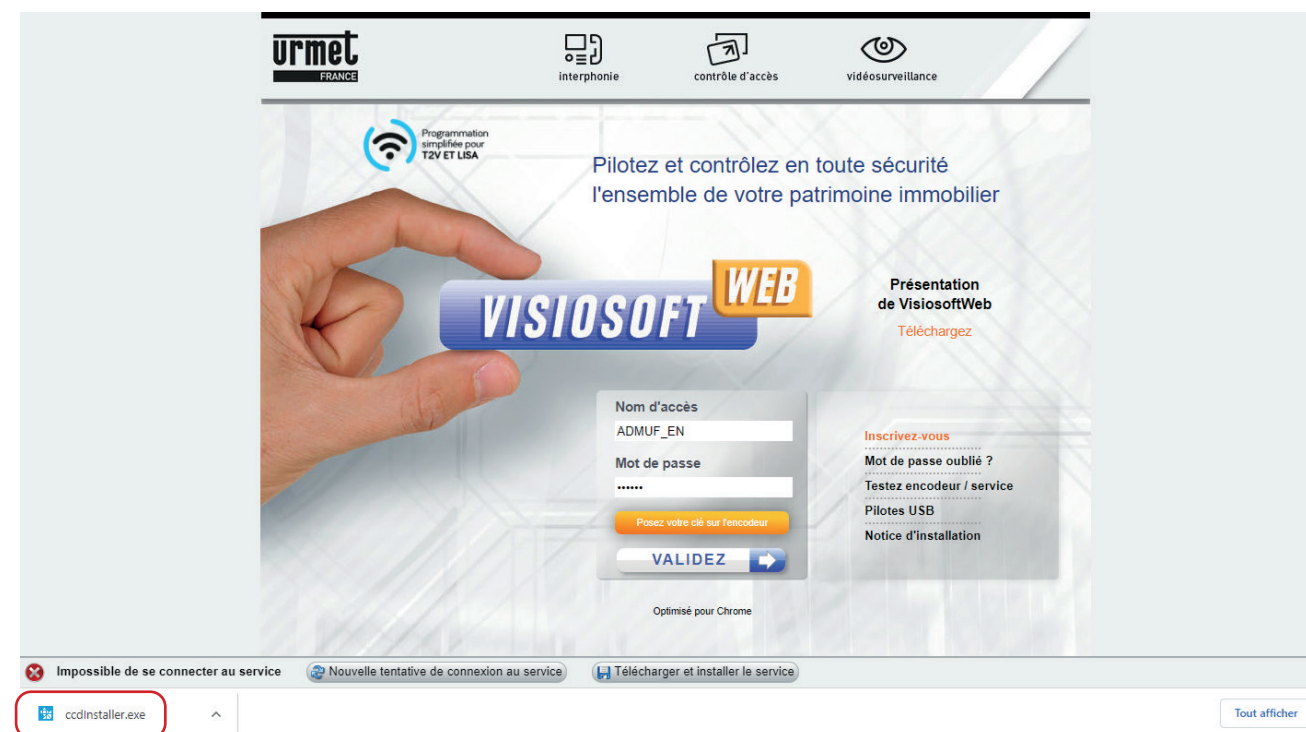 urmet
FRANCE
interphonie
contrôle d'accès
vidéosurveillance
Programmation
simplifiée pour
T2V ET LISA
Pilotez et contrôlez en toute sécurité
l'ensemble de votre patrimoine immobilier
VISIOSOFT WEB
Présentation
de VisiosoftWeb
Téléchargez
Nom d'accès
ADMUF_EN
Mot de passe
••••••
Posez votre clé sur l'encodeur
VALIDEZ
Inscrivez-vous
Mot de passe oublié ?
Testez encodeur / service
Pilotes USB
Notice d'installation
Optimisé pour Chrome
Impossible de se connecter au service
Nouvelle tentative de connexion au service
Télécharger et installer le service
ccdInstaller.exe
Tout afficher